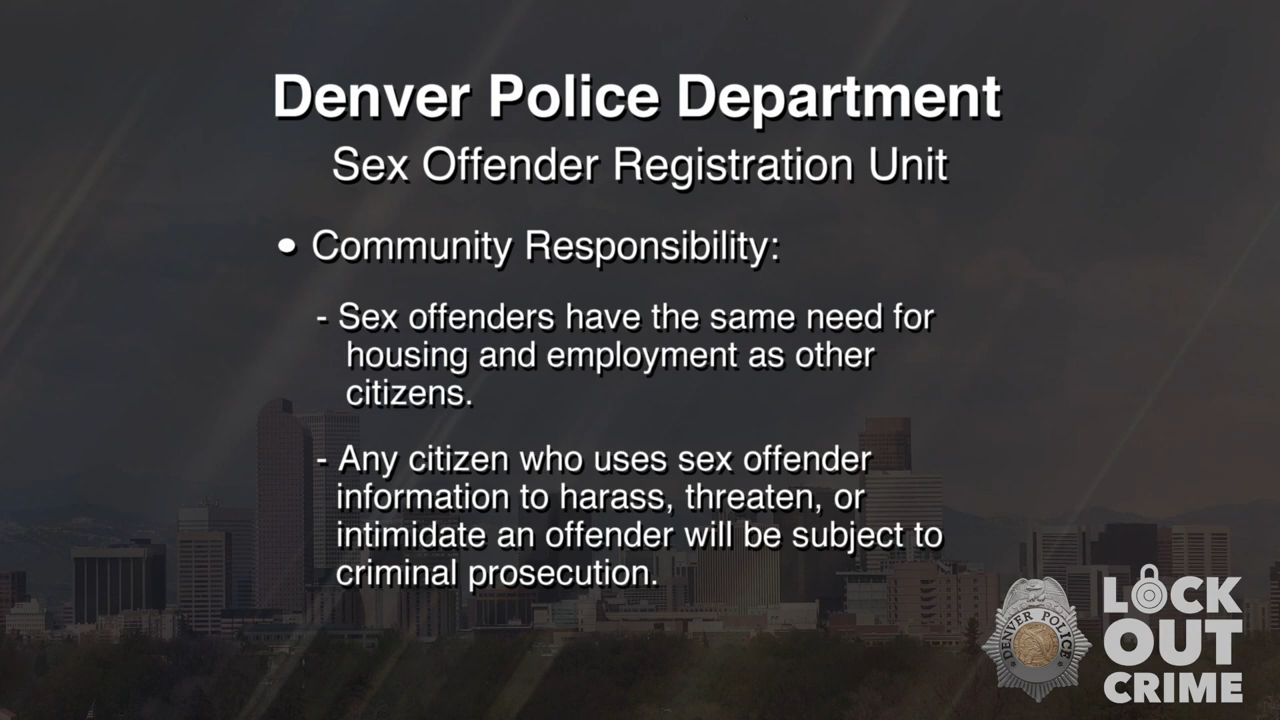 Denver Police Department
Sex Offender Registration Unit
• Community Responsibility:
- Sex offenders have the same need for
housing and employment as other
citizens.
- Any citizen who uses sex offender
information to harass, threaten, or
intimidate an offender will be subject to
criminal prosecution.
DENVER POLICE
LOCK
OUT
CRIME